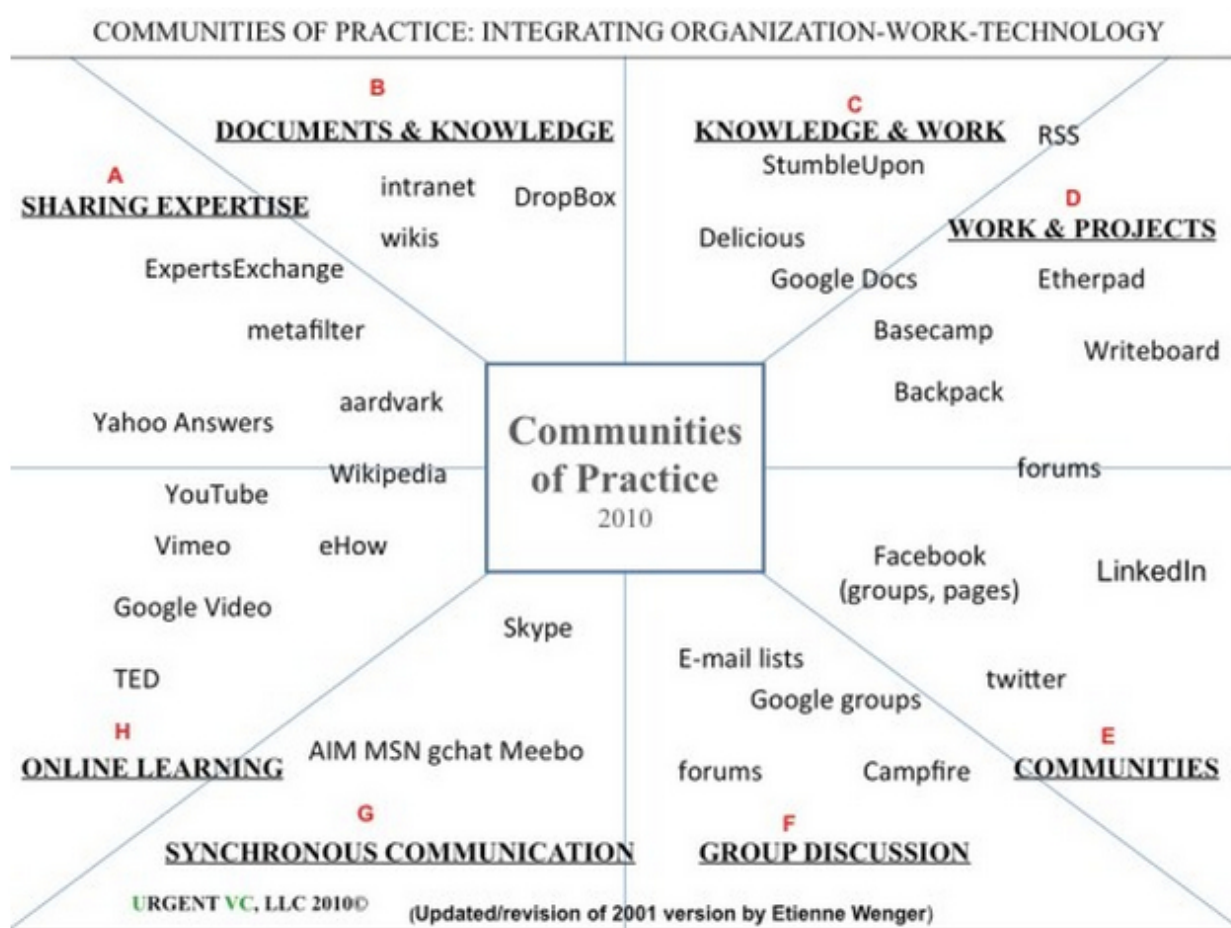 COMMUNITIES OF PRACTICE: INTEGRATING ORGANIZATION-WORK-TECHNOLOGY
A
SHARING EXPERTISE
ExpertsExchange
metafilter
aardvark
Yahoo Answers
B
DOCUMENTS & KNOWLEDGE
intranet
DropBox
wikis
C
KNOWLEDGE & WORK
StumbleUpon
Delicious
Google Docs
RSS
D
WORK & PROJECTS
Etherpad
Basecamp
Writeboard
Backpack
forums
Communities
of Practice
2010
Wikipedia
YouTube
Vimeo
eHow
Google Video
TED
H
ONLINE LEARNING
Skype
AIM MSN gchat Meebo
G
SYNCHRONOUS COMMUNICATION
E-mail lists
Google groups
forums
Campfire
F
GROUP DISCUSSION
Facebook
(groups, pages)
LinkedIn
twitter
E
COMMUNITIES
URGENT VC, LLC 2010©
(Updated/revision of 2001 version by Etienne Wenger)